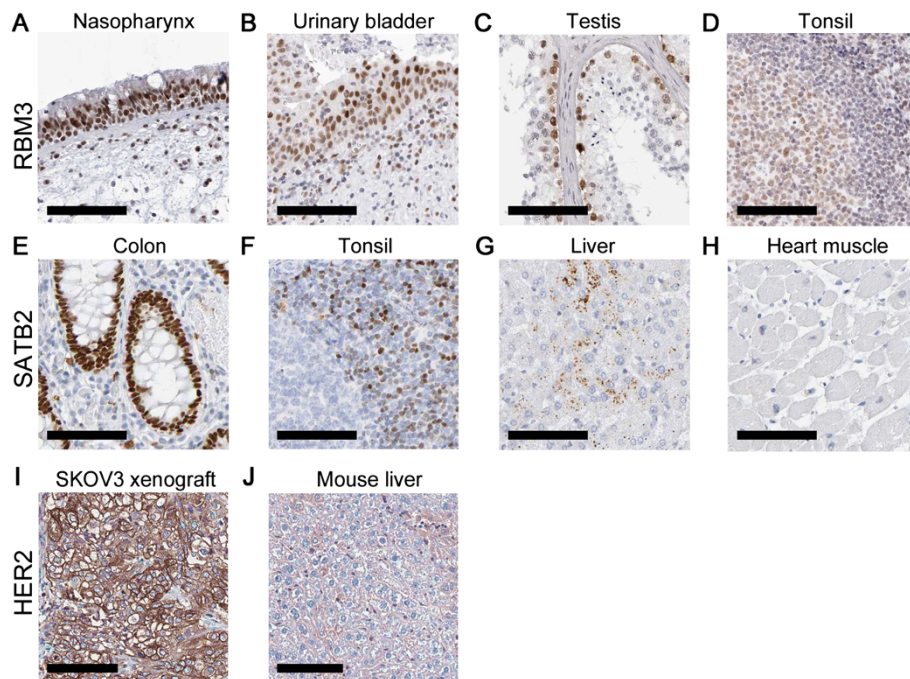 A Nasopharynx B Urinary bladder C Testis D Tonsil
RBM3
E Colon F Tonsil G Liver H Heart muscle
SATB2
I SKOV3 xenograft J Mouse liver
HER2